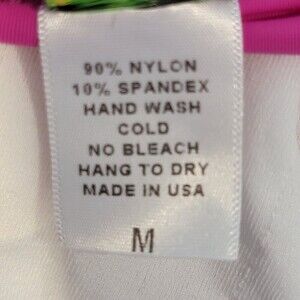 90% NYLON
10% SPANDEX
HAND WASH
COLD
NO BLEACH
HANG TO DRY
MADE IN USA
M